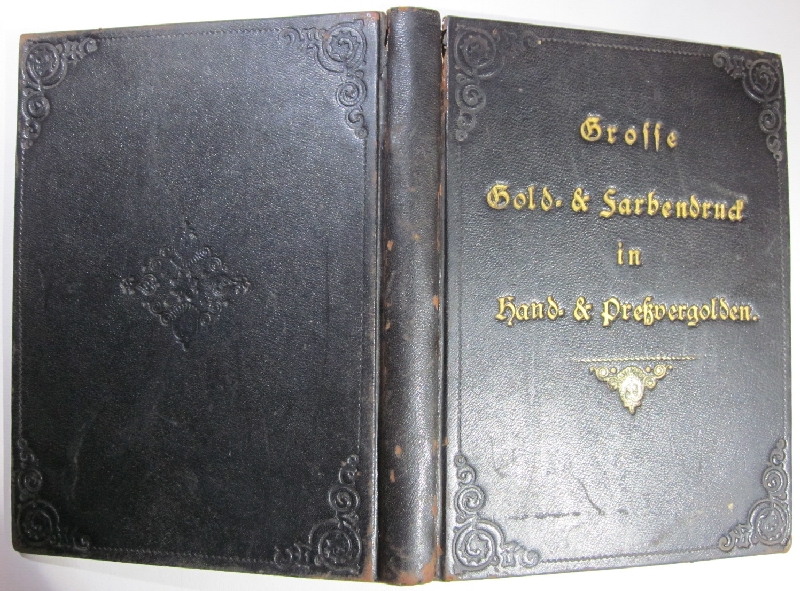 Grosse
Gold- & Farbendruck
in
Hand- & Preßvergolden.